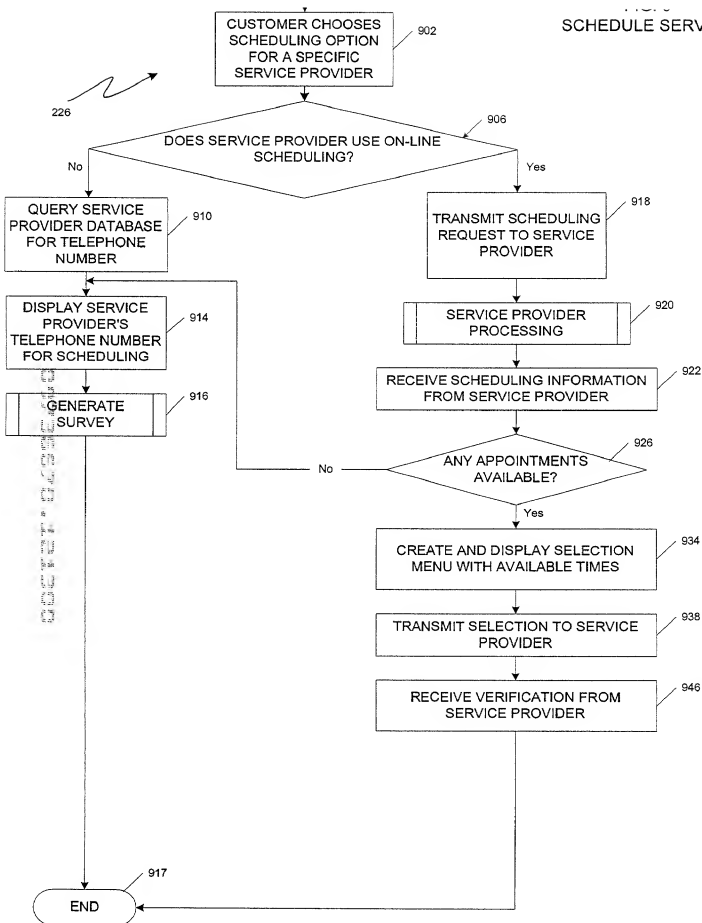 SCHEDULE SERV
CUSTOMER CHOOSES
SCHEDULING OPTION
FOR A SPECIFIC
SERVICE PROVIDER
902
226
906
DOES SERVICE PROVIDER USE ON-LINE
SCHEDULING?
No
Yes
QUERY SERVICE
PROVIDER DATABASE
FOR TELEPHONE
NUMBER
910
TRANSMIT SCHEDULING
REQUEST TO SERVICE
PROVIDER
918
DISPLAY SERVICE
PROVIDER'S
TELEPHONE NUMBER
FOR SCHEDULING
914
SERVICE PROVIDER
PROCESSING
920
GENERATE
SURVEY
916
RECEIVE SCHEDULING INFORMATION
FROM SERVICE PROVIDER
922
926
ANY APPOINTMENTS
AVAILABLE?
No
Yes
CREATE AND DISPLAY SELECTION
MENU WITH AVAILABLE TIMES
934
TRANSMIT SELECTION TO SERVICE
PROVIDER
938
RECEIVE VERIFICATION FROM
SERVICE PROVIDER
946
917
END